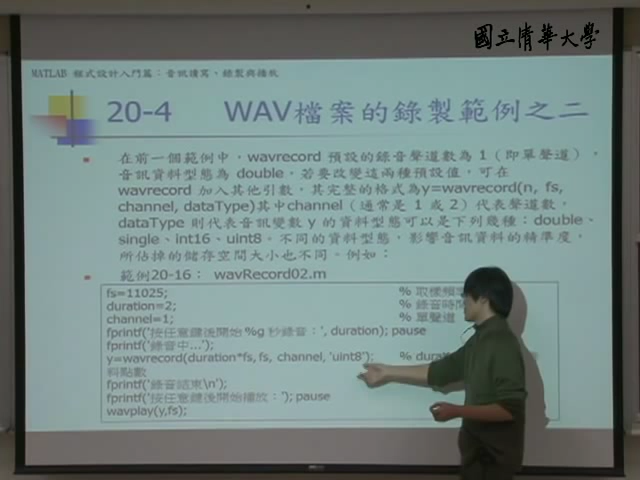 國立清華大學
MATLAB 程式設計入門篇：音訊讀寫、錄製與播放
20-4 WAV檔案的錄製範例之二
在前一個範例中，wavrecord 預設的錄音聲道數為 1（即單聲道），
音訊資料型態為 double，若要改變這兩種預設值，可在
wavrecord 加入其他引數，其完整的格式為y=wavrecord(n, fs,
channel, dataType)其中channel（通常是 1 或 2）代表聲道數，
dataType 則代表音訊變數 y 的資料型態可以是下列幾種：double、
single、int16、uint8。不同的資料型態，影響音訊資料的精準度，
所佔掉的儲存空間大小也不同。例如：
範例20-16： wavRecord02.m
fs=11025; % 取樣頻
duration=2; % 錄音時間
channel=1; % 單聲道
fprintf('按任意鍵後開始 %g 秒錄音：', duration); pause
fprintf('錄音中...');
y=wavrecord(duration*fs, fs, channel, 'uint8'); % dura
料點數
fprintf('錄音結束\n');
fprintf('按任意鍵後開始播放：'); pause
wavplay(y,fs);